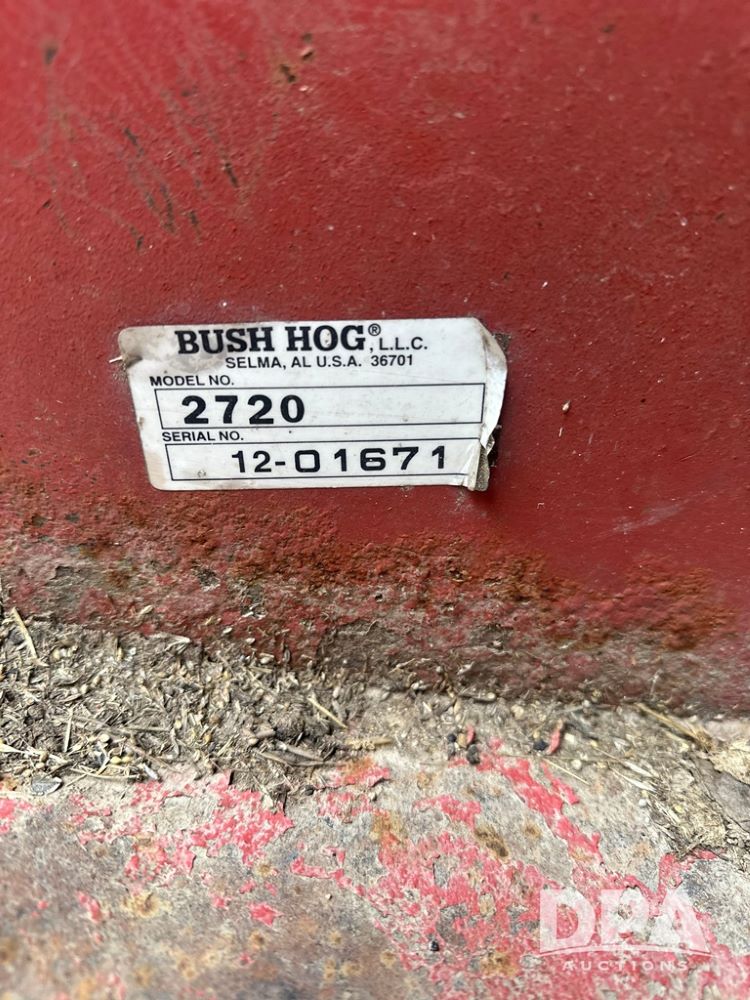 BUSH HOG®, L.L.C.
SELMA, AL U.S.A. 36701
MODEL NO.
2720
SERIAL NO.
12-01671
DPA
AUCTIONS